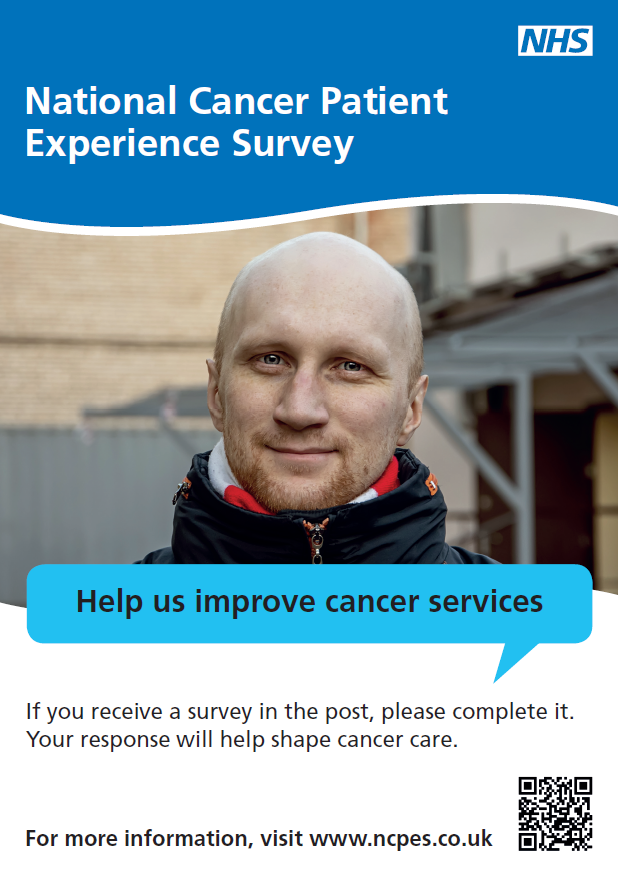 NHS
National Cancer Patient
Experience Survey
Help us improve cancer services
If you receive a survey in the post, please complete it.
Your response will help shape cancer care.
For more information, visit www.ncpes.co.uk